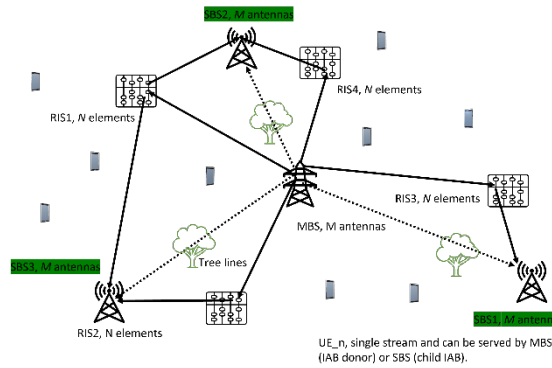 SBS2, M antennas
RIS1, N elements
RIS4, N elements
RIS3, N elements
MBS, M antennas
SBS3, M antennas
Tree lines
RIS2, N elements
SBS1, M antenn
UE_n, single stream and can be served by MBS
(IAB donor) or SBS (child IAB).